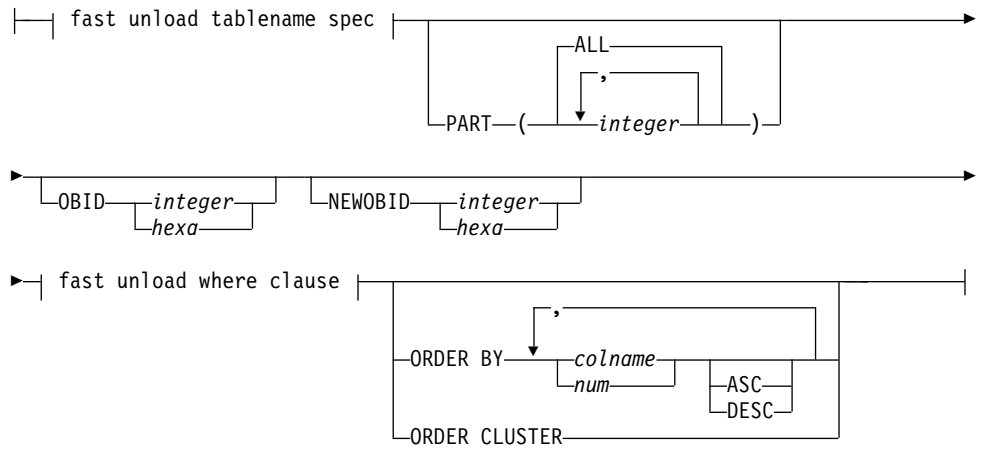 fast unload tablename spec
ALL
,
PART ( integer )
OBID integer NEWOBID integer
hexa hexa
fast unload where clause
,
ORDER BY colname
num ASC
DESC
ORDER CLUSTER